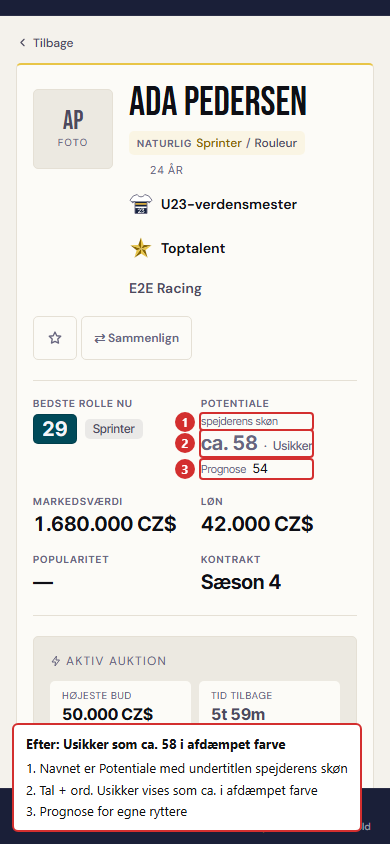 Tilbage
AP
FOTO
ADA PEDERSEN
NATURLIG Sprinter / Rouleur
24 ÅR
23
U23-verdensmester
Toptalent
E2E Racing
Sammenlign
BEDSTE ROLLE NU
29 Sprinter
POTENTIALE
1 spejderens skøn
2 ca. 58 · Usikker
3 Prognose 54
MARKEDSVÆRDI
1.680.000 CZ$
LØN
42.000 CZ$
POPULARITET
—
KONTRAKT
Sæson 4
AKTIV AUKTION
HØJESTE BUD
50.000 CZ$
TID TILBAGE
5t 59m
Efter: Usikker som ca. 58 i afdæmpet farve
1. Navnet er Potentiale med undertitlen spejderens skøn
2. Tal + ord. Usikker vises som ca. i afdæmpet farve
3. Prognose for egne ryttere